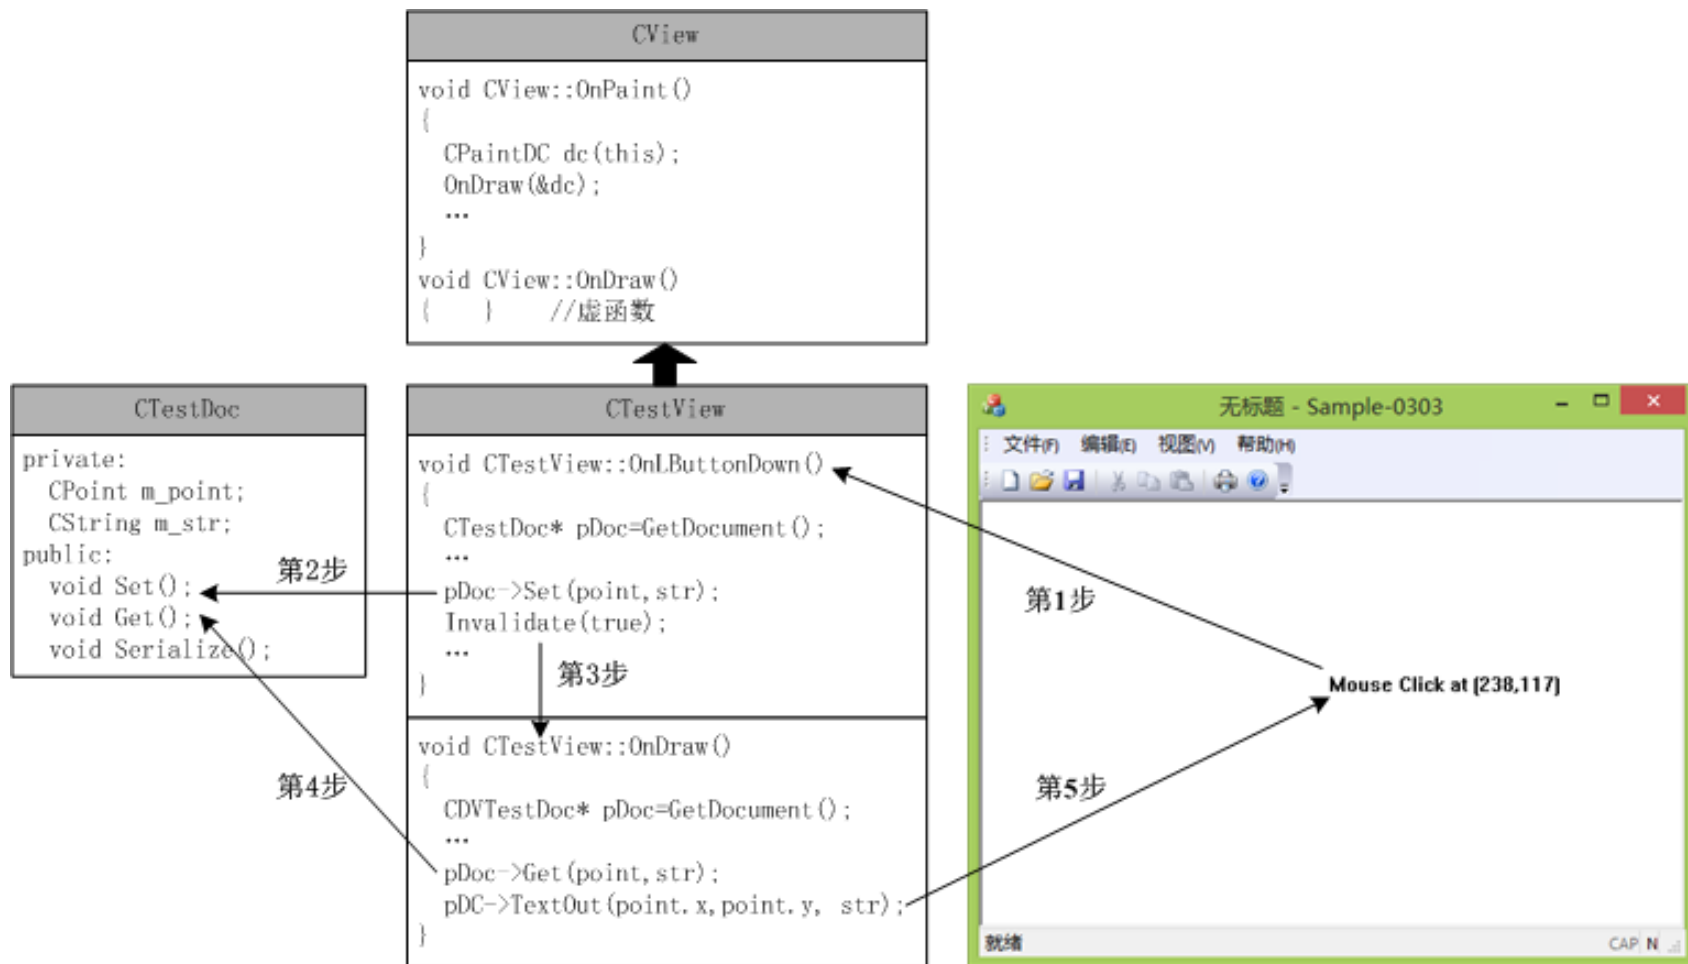 CView
void CView::OnPaint()
{
CPaintDC dc(this);
OnDraw(&dc);
…
}
void CView::OnDraw()
{ } //虚函数
CTestDoc
private:
CPoint m_point;
CString m_str;
public:
void Set();
void Get();
void Serialize();
第2步
第4步
CTestView
void CTestView::OnLButtonDown()
{
CTestDoc* pDoc=GetDocument();
…
pDoc->Set(point,str);
Invalidate(true);
…
}
第3步
void CTestView::OnDraw()
{
CDVTestDoc* pDoc=GetDocument();
…
pDoc->Get(point,str);
pDC->TextOut(point.x,point.y, str);
}
无标题 - Sample-0303
文件(F) 编辑(E) 视图(V) 帮助(H)
第1步
Mouse Click at (238,117)
第5步
就绪
CAP N